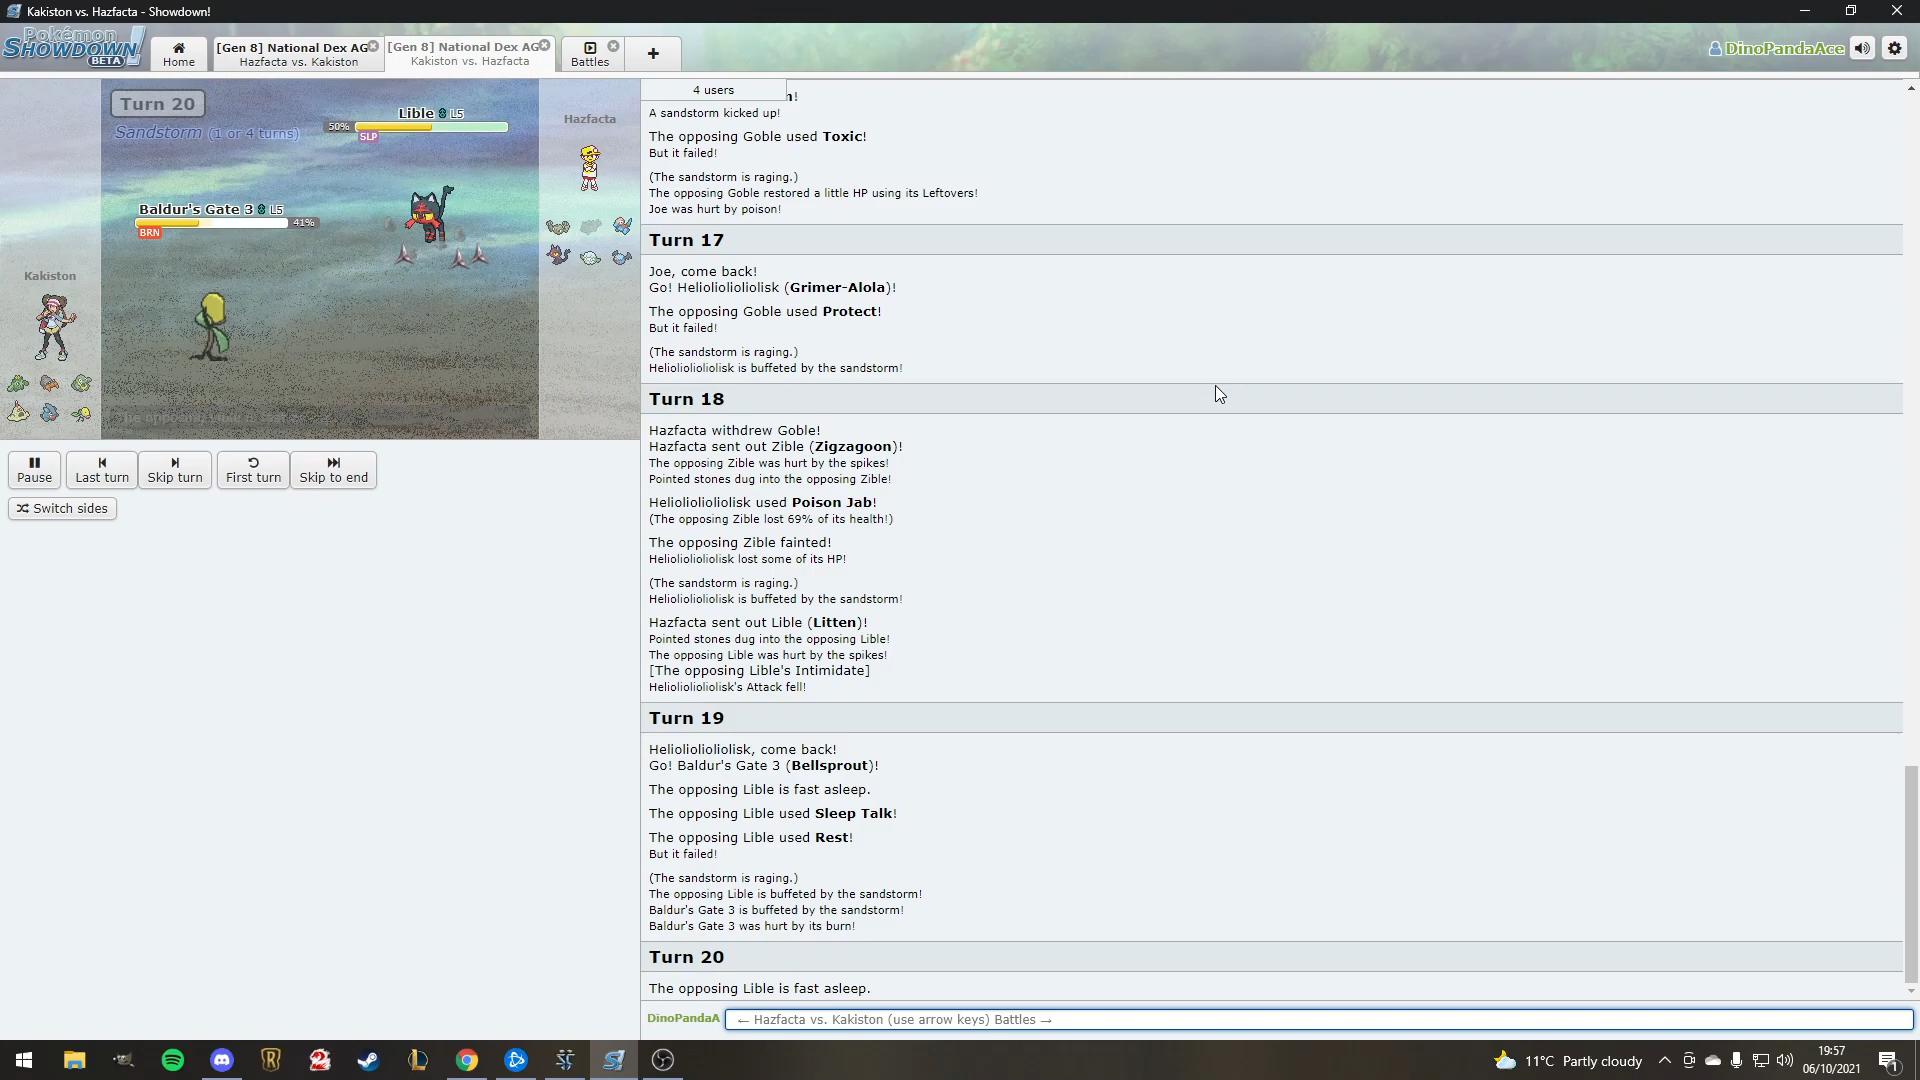 Kakiston vs. Hazfacta - Showdown!
Pokémon
SHOWDOWN!
BETA
Home
[Gen 8] National Dex AG
Hazfacta vs. Kakiston
[Gen 8] National Dex AG
Kakiston vs. Hazfacta
Battles
+
DinoPandaAce
Turn 20
Sandstorm (1 or 4 turns)
Lible L5
50%
SLP
Hazfacta
Baldur's Gate 3 L5
41%
BRN
Kakiston
Pause
Last turn
Skip turn
First turn
Skip to end
Switch sides
4 users
A sandstorm kicked up!
The opposing Goble used Toxic!
But it failed!
(The sandstorm is raging.)
The opposing Goble restored a little HP using its Leftovers!
Joe was hurt by poison!
Turn 17
Joe, come back!
Go! Helioliolioliolisk (Grimer-Alola)!
The opposing Goble used Protect!
But it failed!
(The sandstorm is raging.)
Helioliolioliolisk is buffeted by the sandstorm!
Turn 18
Hazfacta withdrew Goble!
Hazfacta sent out Zible (Zigzagoon)!
The opposing Zible was hurt by the spikes!
Pointed stones dug into the opposing Zible!
Helioliolioliolisk used Poison Jab!
(The opposing Zible lost 69% of its health!)
The opposing Zible fainted!
Helioliolioliolisk lost some of its HP!
(The sandstorm is raging.)
Helioliolioliolisk is buffeted by the sandstorm!
Hazfacta sent out Lible (Litten)!
Pointed stones dug into the opposing Lible!
The opposing Lible was hurt by the spikes!
[The opposing Lible's Intimidate]
Helioliolioliolisk's Attack fell!
Turn 19
Helioliolioliolisk, come back!
Go! Baldur's Gate 3 (Bellsprout)!
The opposing Lible is fast asleep.
The opposing Lible used Sleep Talk!
The opposing Lible used Rest!
But it failed!
(The sandstorm is raging.)
The opposing Lible is buffeted by the sandstorm!
Baldur's Gate 3 is buffeted by the sandstorm!
Baldur's Gate 3 was hurt by its burn!
Turn 20
The opposing Lible is fast asleep.
DinoPandaA
← Hazfacta vs. Kakiston (use arrow keys) Battles →
11°C Partly cloudy
19:57
06/10/2021
1